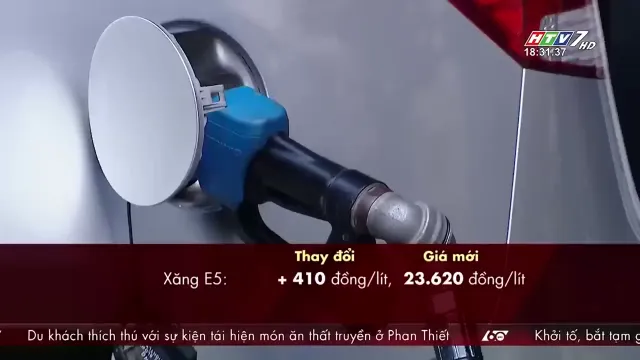 HTV7 HD
18:31:37
Thay đổi Giá mới
Xăng E5: + 410 đồng/lít, 23.620 đồng/lít
Du khách thích thú với sự kiện tái hiện món ăn thất truyền ở Phan Thiết 60 Khởi tố, bắt tạm g